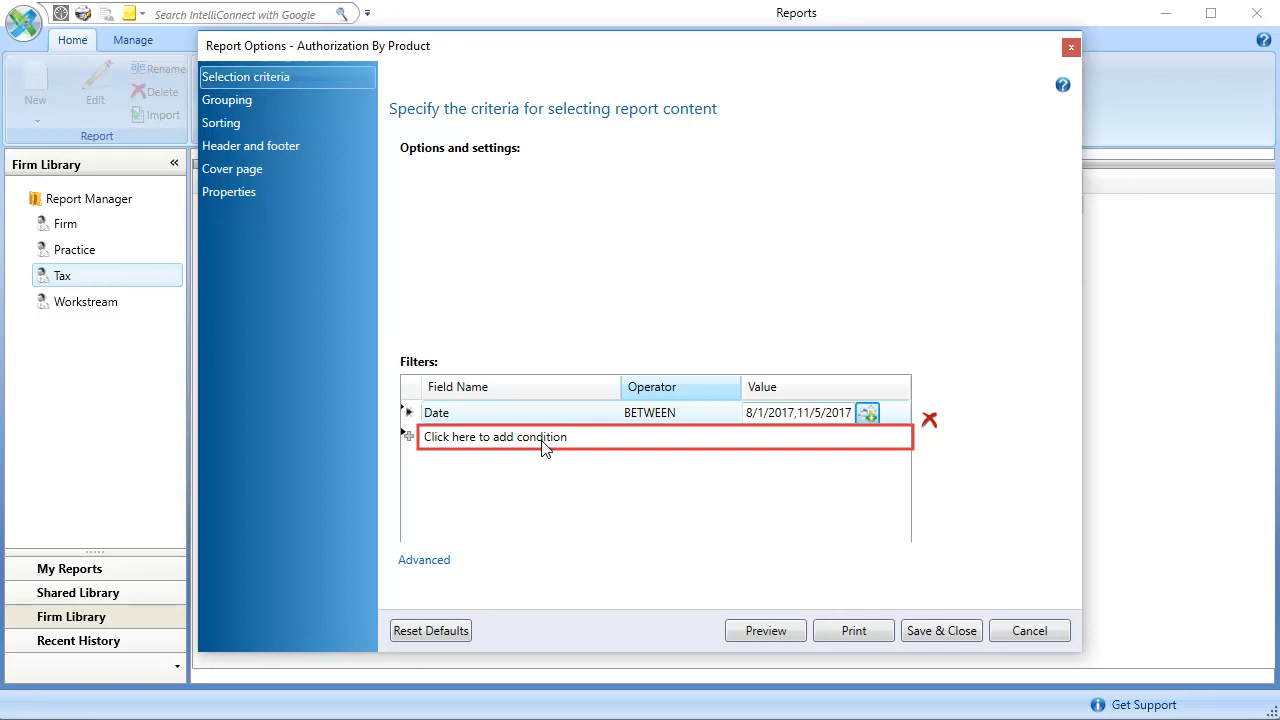 Search IntelliConnect with Google
Reports
Home
Manage
New
Edit
Rename
Delete
Import
Report
Firm Library
Report Manager
Firm
Practice
Tax
Workstream
My Reports
Shared Library
Firm Library
Recent History
Report Options - Authorization By Product
Selection criteria
Grouping
Sorting
Header and footer
Cover page
Properties
Specify the criteria for selecting report content
Options and settings:
Filters:
Field Name Operator Value
Date BETWEEN 8/1/2017,11/5/2017
Click here to add condition
Advanced
Reset Defaults Preview Print Save & Close Cancel
Get Support